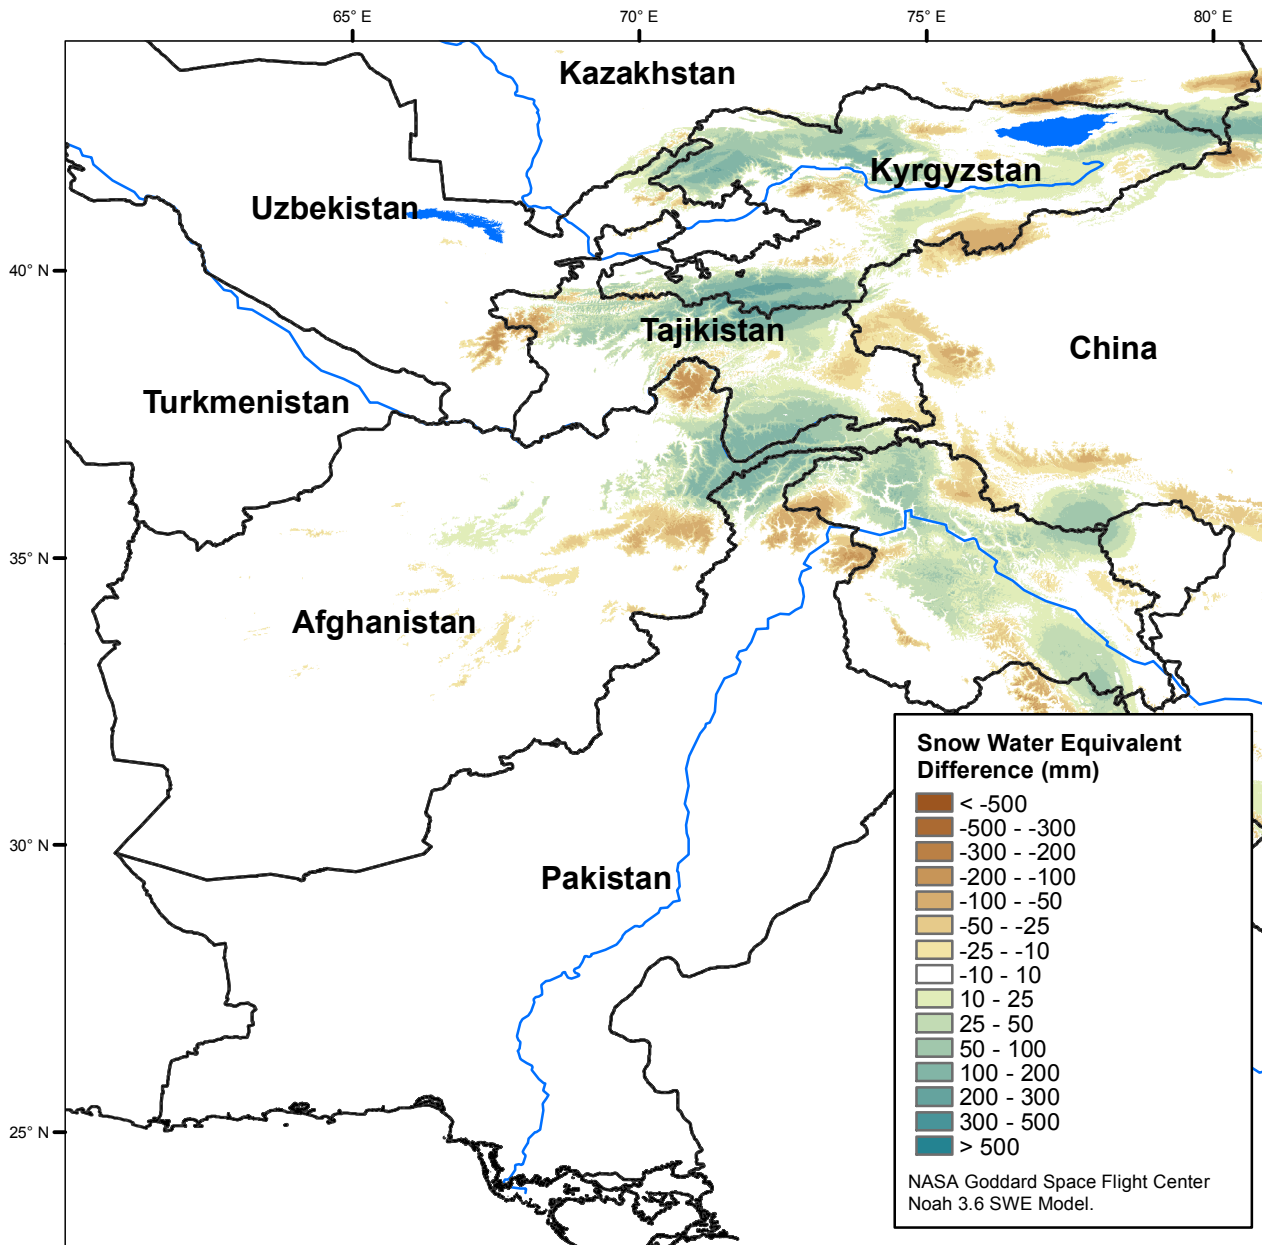 65° E
70° E
75° E
80° E
Kazakhstan
Kyrgyzstan
Uzbekistan
40° N
Tajikistan
China
Turkmenistan
35° N
Afghanistan
Snow Water Equivalent
Difference (mm)
< -500
-500 - -300
-300 - -200
-200 - -100
-100 - -50
-50 - -25
-25 - -10
-10 - 10
10 - 25
25 - 50
50 - 100
100 - 200
200 - 300
300 - 500
> 500
NASA Goddard Space Flight Center
Noah 3.6 SWE Model.
30° N
Pakistan
25° N